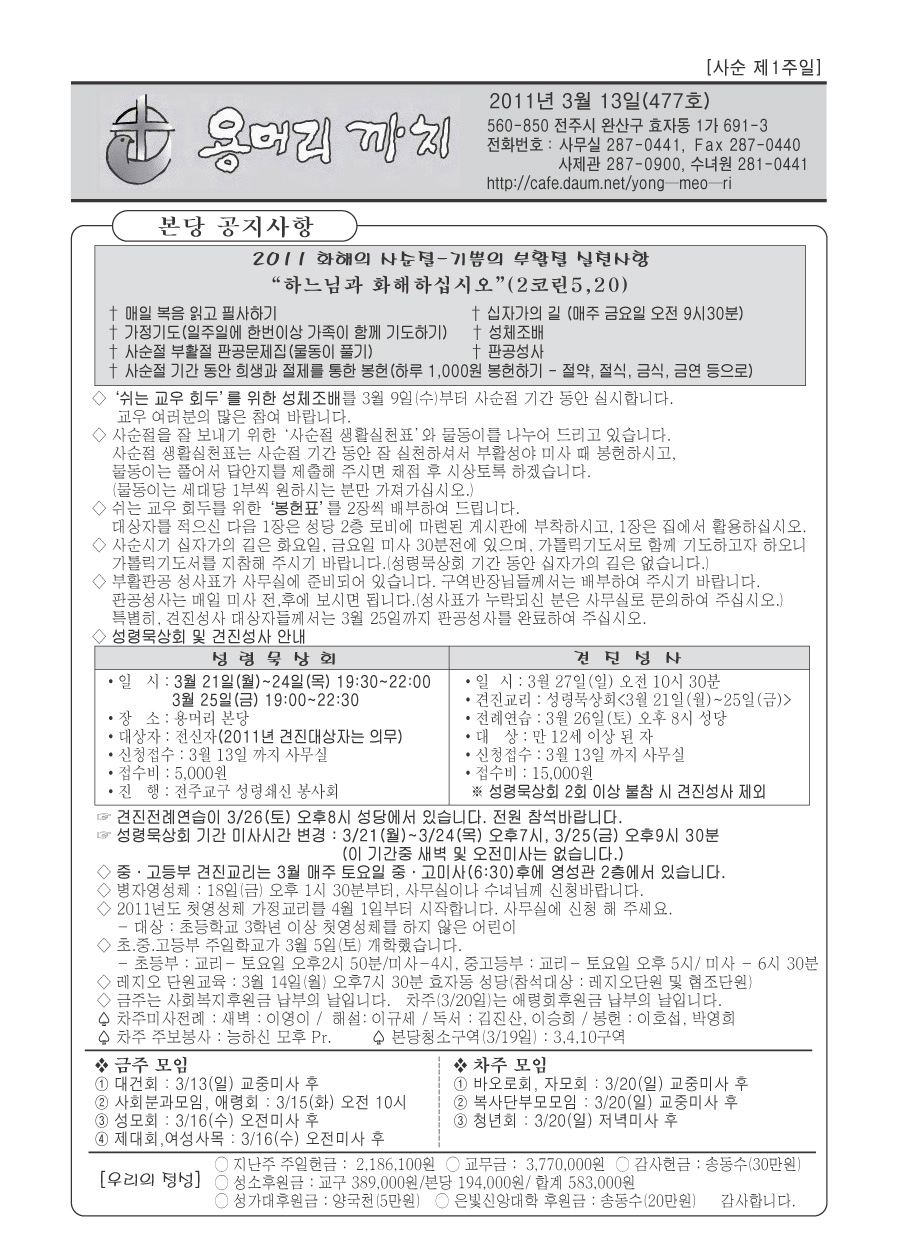 [사순 제1주일]
용머리 까치
2011년 3월 13일(477호)
560-850 전주시 완산구 효자동 1가 691-3
전화번호 : 사무실 287-0441, Fax 287-0440
사제관 287-0900, 수녀원 281-0441
http://cafe.daum.net/yong―meo―ri
본당 공지사항
2011 화해의 사순절-기쁨의 부활절 실천사항
“하느님과 화해하십시오”(2코린5,20)
† 매일 복음 읽고 필사하기 † 십자가의 길 (매주 금요일 오전 9시30분)
† 가정기도(일주일에 한번이상 가족이 함께 기도하기) † 성체조배
† 사순절 부활절 판공문제집(물동이 풀기) † 판공성사
† 사순절 기간 동안 희생과 절제를 통한 봉헌(하루 1,000원 봉헌하기 - 절약, 절식, 금식, 금연 등으로)
◇ ‘쉬는 교우 회두’를 위한 성체조배를 3월 9일(수)부터 사순절 기간 동안 실시합니다.
교우 여러분의 많은 참여 바랍니다.
◇ 사순절을 잘 보내기 위한 ‘사순절 생활실천표’와 물동이를 나누어 드리고 있습니다.
사순절 생활실천표는 사순절 기간 동안 잘 실천하셔서 부활성야 미사 때 봉헌하시고,
물동이는 풀어서 답안지를 제출해 주시면 채점 후 시상토록 하겠습니다.
(물동이는 세대당 1부씩 원하시는 분만 가져가십시오.)
◇ 쉬는 교우 회두를 위한 ‘봉헌표’를 2장씩 배부하여 드립니다.
대상자를 적으신 다음 1장은 성당 2층 로비에 마련된 게시판에 부착하시고, 1장은 집에서 활용하십시오.
◇ 사순시기 십자가의 길은 화요일, 금요일 미사 30분전에 있으며, 가톨릭기도서로 함께 기도하고자 하오니
가톨릭기도서를 지참해 주시기 바랍니다.(성령묵상회 기간 동안 십자가의 길은 없습니다.)
◇ 부활판공 성사표가 사무실에 준비되어 있습니다. 구역반장님들께서는 배부하여 주시기 바랍니다.
판공성사는 매일 미사 전,후에 보시면 됩니다.(성사표가 누락되신 분은 사무실로 문의하여 주십시오.)
특별히, 견진성사 대상자들께서는 3월 25일까지 판공성사를 완료하여 주십시오.
◇ 성령묵상회 및 견진성사 안내
성 령 묵 상 회
• 일 시 : 3월 21일(월)~24일(목) 19:30~22:00
3월 25일(금) 19:00~22:30
• 장 소 : 용머리 본당
• 대상자 : 전신자(2011년 견진대상자는 의무)
• 신청접수 : 3월 13일 까지 사무실
• 접수비 : 5,000원
• 진 행 : 전주교구 성령쇄신 봉사회
견 진 성 사
• 일 시 : 3월 27일(일) 오전 10시 30분
• 견진교리 : 성령묵상회<3월 21일(월)~25일(금)>
• 전례연습 : 3월 26일(토) 오후 8시 성당
• 대 상 : 만 12세 이상 된 자
• 신청접수 : 3월 13일 까지 사무실
• 접수비 : 15,000원
※ 성령묵상회 2회 이상 불참 시 견진성사 제외
☞ 견진전례연습이 3/26(토) 오후8시 성당에서 있습니다. 전원 참석바랍니다.
☞ 성령묵상회 기간 미사시간 변경 : 3/21(월)~3/24(목) 오후7시, 3/25(금) 오후9시 30분
(이 기간중 새벽 및 오전미사는 없습니다.)
◇ 중 · 고등부 견진교리는 3월 매주 토요일 중 · 고미사(6:30)후에 영성관 2층에서 있습니다.
◇ 병자영성체 : 18일(금) 오후 1시 30분부터, 사무실이나 수녀님께 신청바랍니다.
◇ 2011년도 첫영성체 가정교리를 4월 1일부터 시작합니다. 사무실에 신청 해 주세요.
- 대상 : 초등학교 3학년 이상 첫영성체를 하지 않은 어린이
◇ 초.중.고등부 주일학교가 3월 5일(토) 개학했습니다.
- 초등부 : 교리- 토요일 오후2시 50분/미사-4시, 중고등부 : 교리- 토요일 오후 5시/ 미사 - 6시 30분
◇ 레지오 단원교육 : 3월 14일(월) 오후7시 30분 효자동 성당(참석대상 : 레지오단원 및 협조단원)
◇ 금주는 사회복지후원금 납부의 날입니다. 차주(3/20일)는 애령회후원금 납부의 날입니다.
♤ 차주미사전례 : 새벽 : 이영이 / 해설: 이규세 / 독서 : 김진산, 이승희 / 봉헌 : 이호섭, 박영희
♤ 차주 주보봉사 : 능하신 모후 Pr. ♤ 본당청소구역(3/19일) : 3,4,10구역
❖ 금주 모임
① 대건회 : 3/13(일) 교중미사 후
② 사회분과모임, 애령회 : 3/15(화) 오전 10시
③ 성모회 : 3/16(수) 오전미사 후
④ 제대회,여성사목 : 3/16(수) 오전미사 후
❖ 차주 모임
① 바오로회, 자모회 : 3/20(일) 교중미사 후
② 복사단부모모임 : 3/20(일) 교중미사 후
③ 청년회 : 3/20(일) 저녁미사 후
[우리의 정성]
○ 지난주 주일헌금 : 2,186,100원 ○ 교무금 : 3,770,000원 ○ 감사헌금 : 송동수(30만원)
○ 성소후원금 : 교구 389,000원/본당 194,000원/ 합계 583,000원
○ 성가대후원금 : 양국천(5만원) ○ 은빛신앙대학 후원금 : 송동수(20만원) 감사합니다.